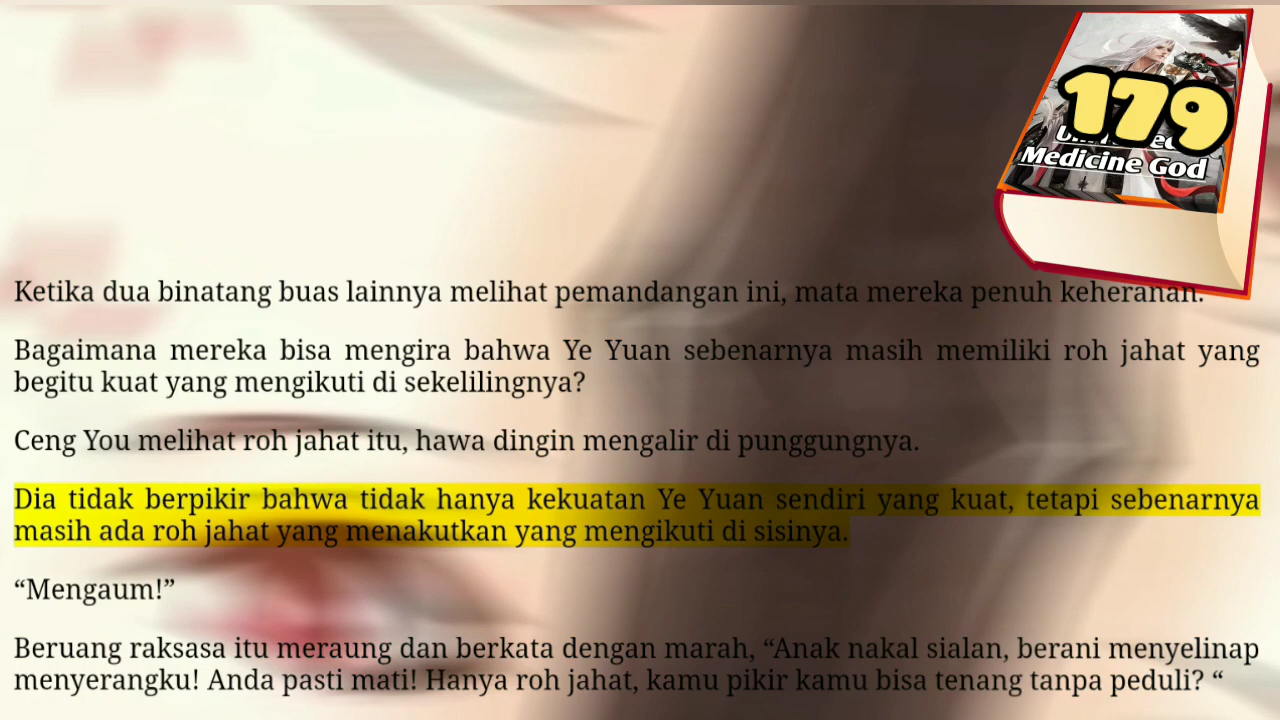 179
Medicine God
Ketika dua binatang buas lainnya melihat pemandangan ini, mata mereka penuh keheranan.
Bagaimana mereka bisa mengira bahwa Ye Yuan sebenarnya masih memiliki roh jahat yang
begitu kuat yang mengikuti di sekelilingnya?
Ceng You melihat roh jahat itu, hawa dingin mengalir di punggungnya.
Dia tidak berpikir bahwa tidak hanya kekuatan Ye Yuan sendiri yang kuat, tetapi sebenarnya
masih ada roh jahat yang menakutkan yang mengikuti di sisinya.
“Mengaum!”
Beruang raksasa itu meraung dan berkata dengan marah, “Anak nakal sialan, berani menyelinap
menyerangku! Anda pasti mati! Hanya roh jahat, kamu pikir kamu bisa tenang tanpa peduli? “